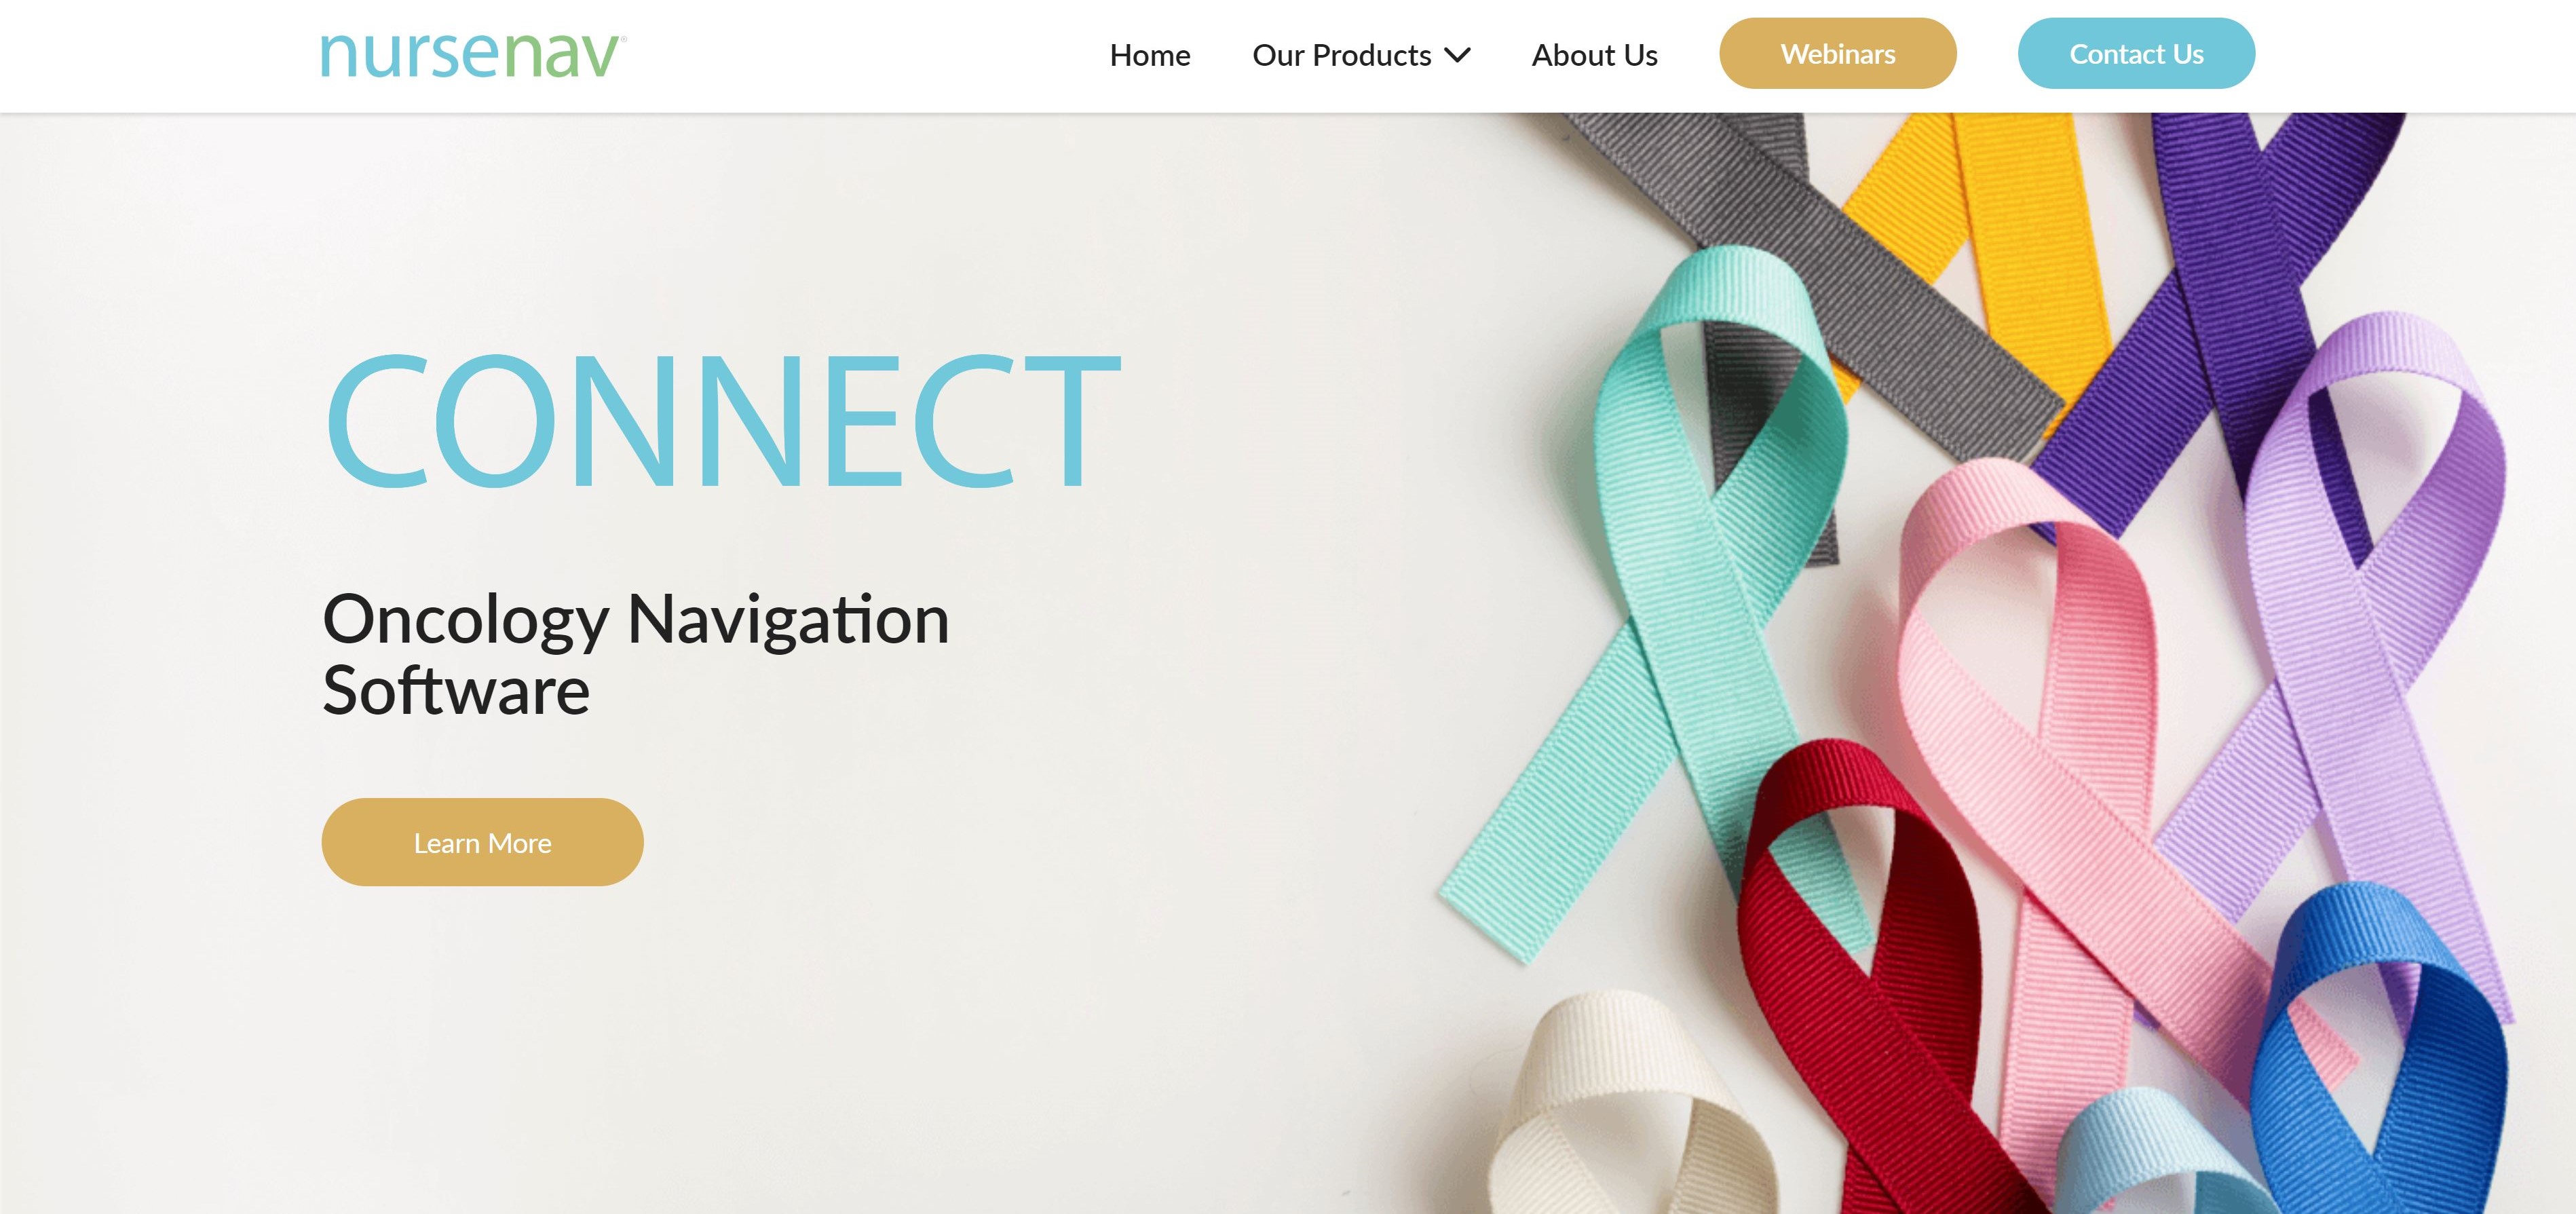 nursenav®
Home
Our Products
About Us
Webinars
Contact Us
CONNECT
Oncology Navigation
Software
Learn More